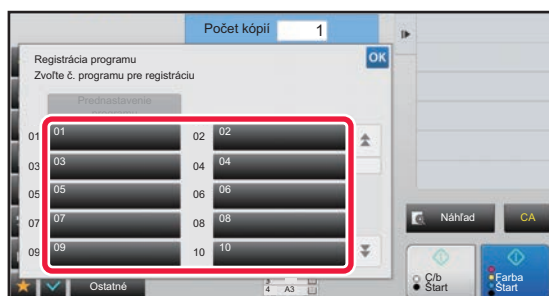 Počet kópií 1
Registrácia programu
OK
Zvoľte č. programu pre registráciu
Prednastavenie
01 01 02 02
03 03 04 04
05 05 06 06
07 07 08 08
09 09 10 10
Náhľad CA
Ostatné
4 A3
Č/b
Štart
Farba
Štart